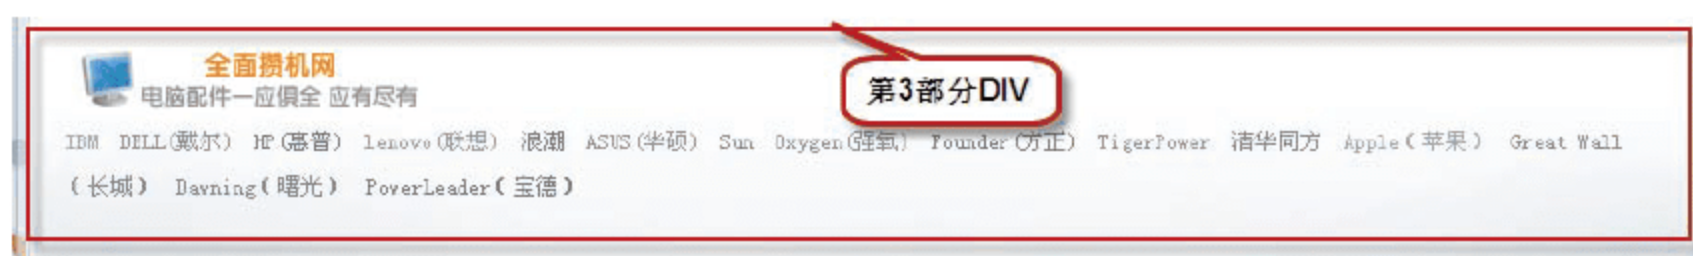 全面攒机网
第3部分DIV
电脑配件一应俱全 应有尽有
IBM DELL(戴尔) HP(惠普) lenovo(联想) 浪潮 ASUS(华硕) Sun Oxygen(强氧) Founder(方正) TigerPower 清华同方 Apple(苹果) Great Wall
(长城) Dawning(曙光) PowerLeader(宝德)